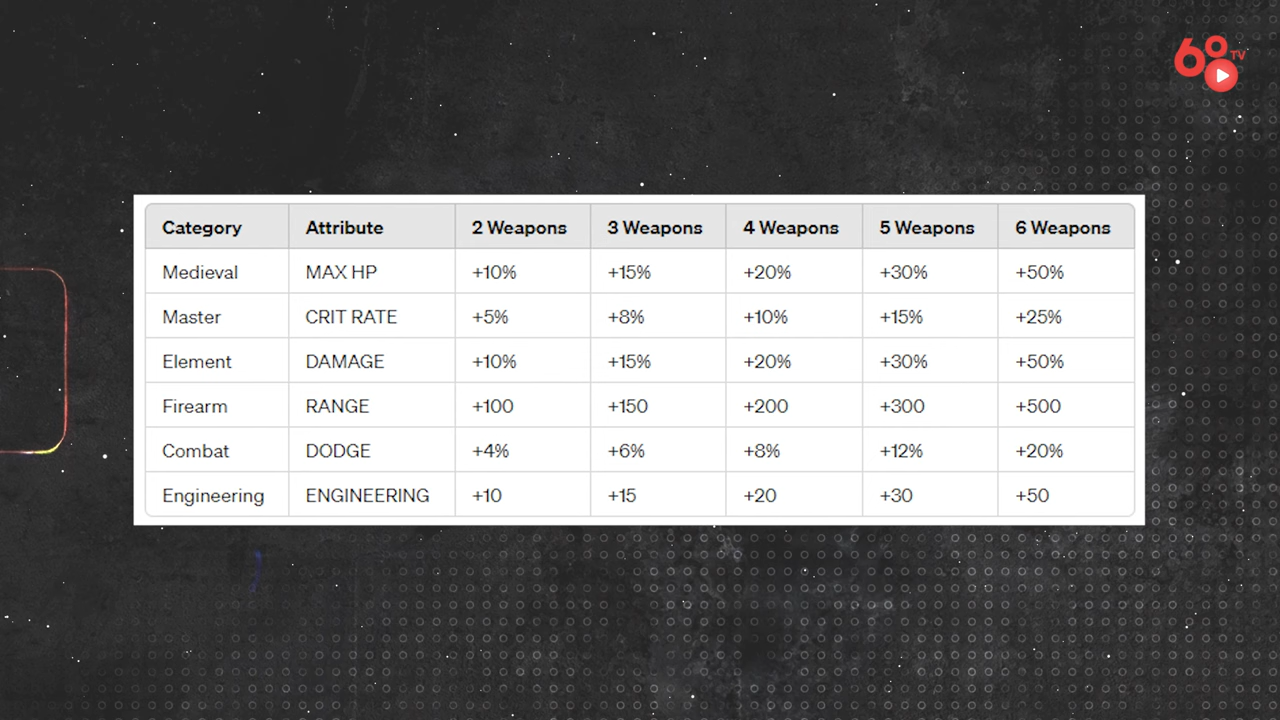 60 TV
Category Attribute 2 Weapons 3 Weapons 4 Weapons 5 Weapons 6 Weapons
Medieval MAX HP +10% +15% +20% +30% +50%
Master CRIT RATE +5% +8% +10% +15% +25%
Element DAMAGE +10% +15% +20% +30% +50%
Firearm RANGE +100 +150 +200 +300 +500
Combat DODGE +4% +6% +8% +12% +20%
Engineering ENGINEERING +10 +15 +20 +30 +50